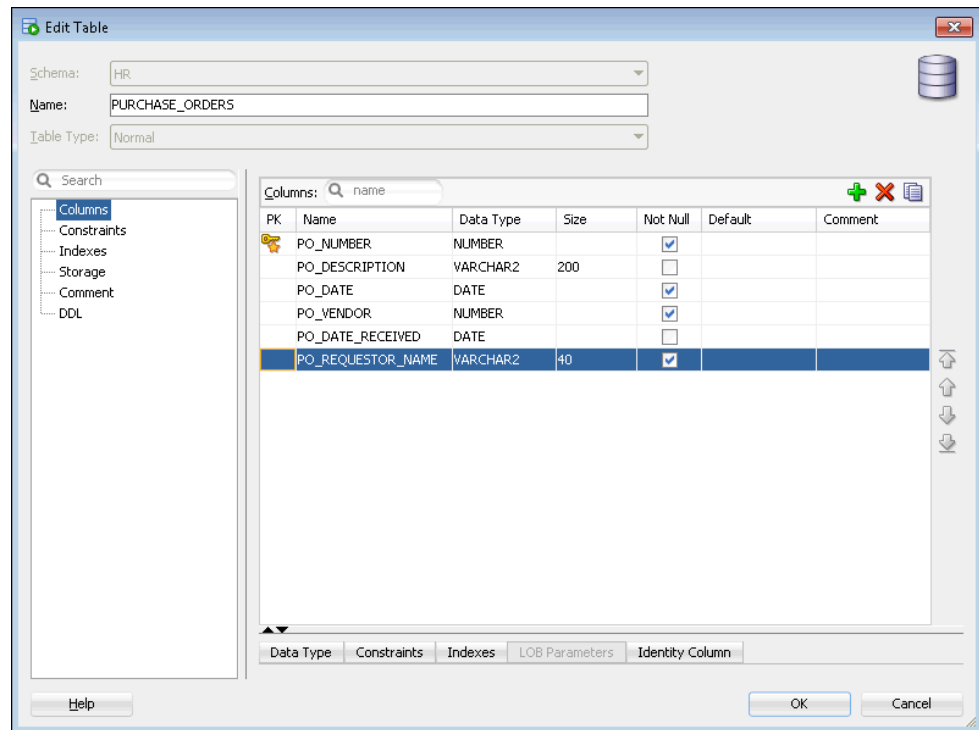 Edit Table
Schema: HR
Name: PURCHASE_ORDERS
Table Type: Normal
Search
Columns
Constraints
Indexes
Storage
Comment
DDL
Columns: name
PK Name Data Type Size Not Null Default Comment
PO_NUMBER NUMBER
PO_DESCRIPTION VARCHAR2 200
PO_DATE DATE
PO_VENDOR NUMBER
PO_DATE_RECEIVED DATE
PO_REQUESTOR_NAME VARCHAR2 40
Data Type Constraints Indexes LOB Parameters Identity Column
Help OK Cancel